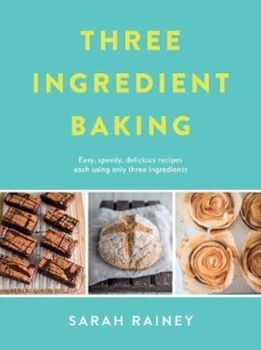 THREE
INGREDIENT
BAKING
Easy, speedy, delicious recipes
each using only three ingredients
SARAH RAINEY